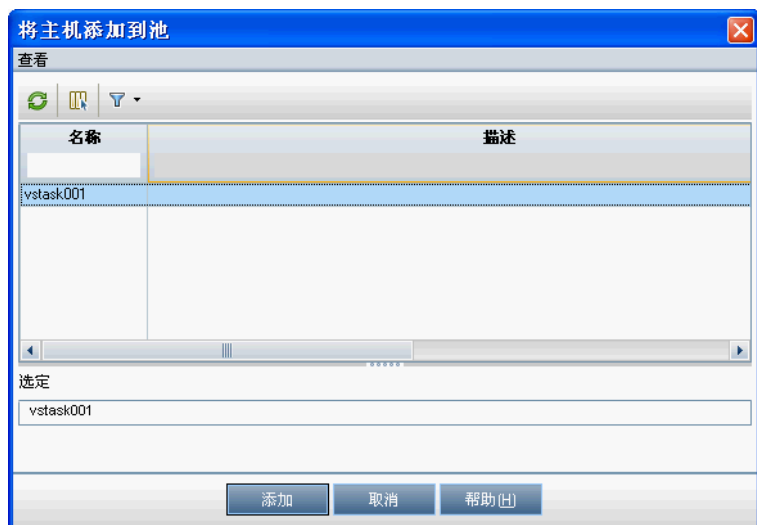 将主机添加到池
查看
名称 描述
vstask001
选定
vstask001
添加 取消 帮助(H)